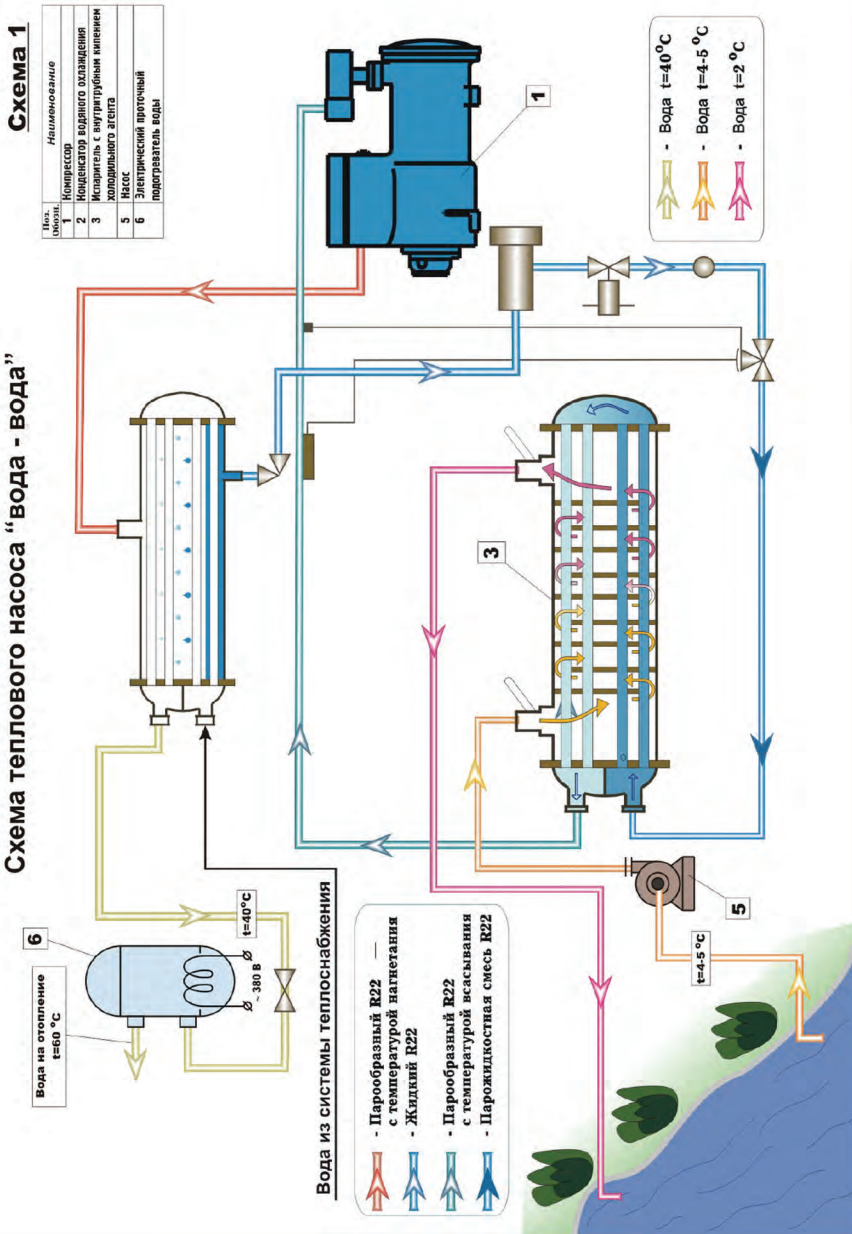 Схема 1
Схема теплового насоса “вода - вода”
Поз. Обозн.
Наименование
1 Компрессор
2 Конденсатор водяного охлаждения
3 Испаритель с внутритрубным кипением
холодильного агента
5 Насос
6 Электрический проточный
подогреватель воды
Вода на отопление
t=60 °C
6
~ 380 В
t=40°C
Вода из системы теплоснабжения
1
3
5
t=4-5 °C
- Парообразный R22 —
с температурой нагнетания
- Жидкий R22
- Парообразный R22
с температурой всасывания
- Парожидкостная смесь R22
- Вода t=40°C
- Вода t=4-5 °C
- Вода t=2 °C